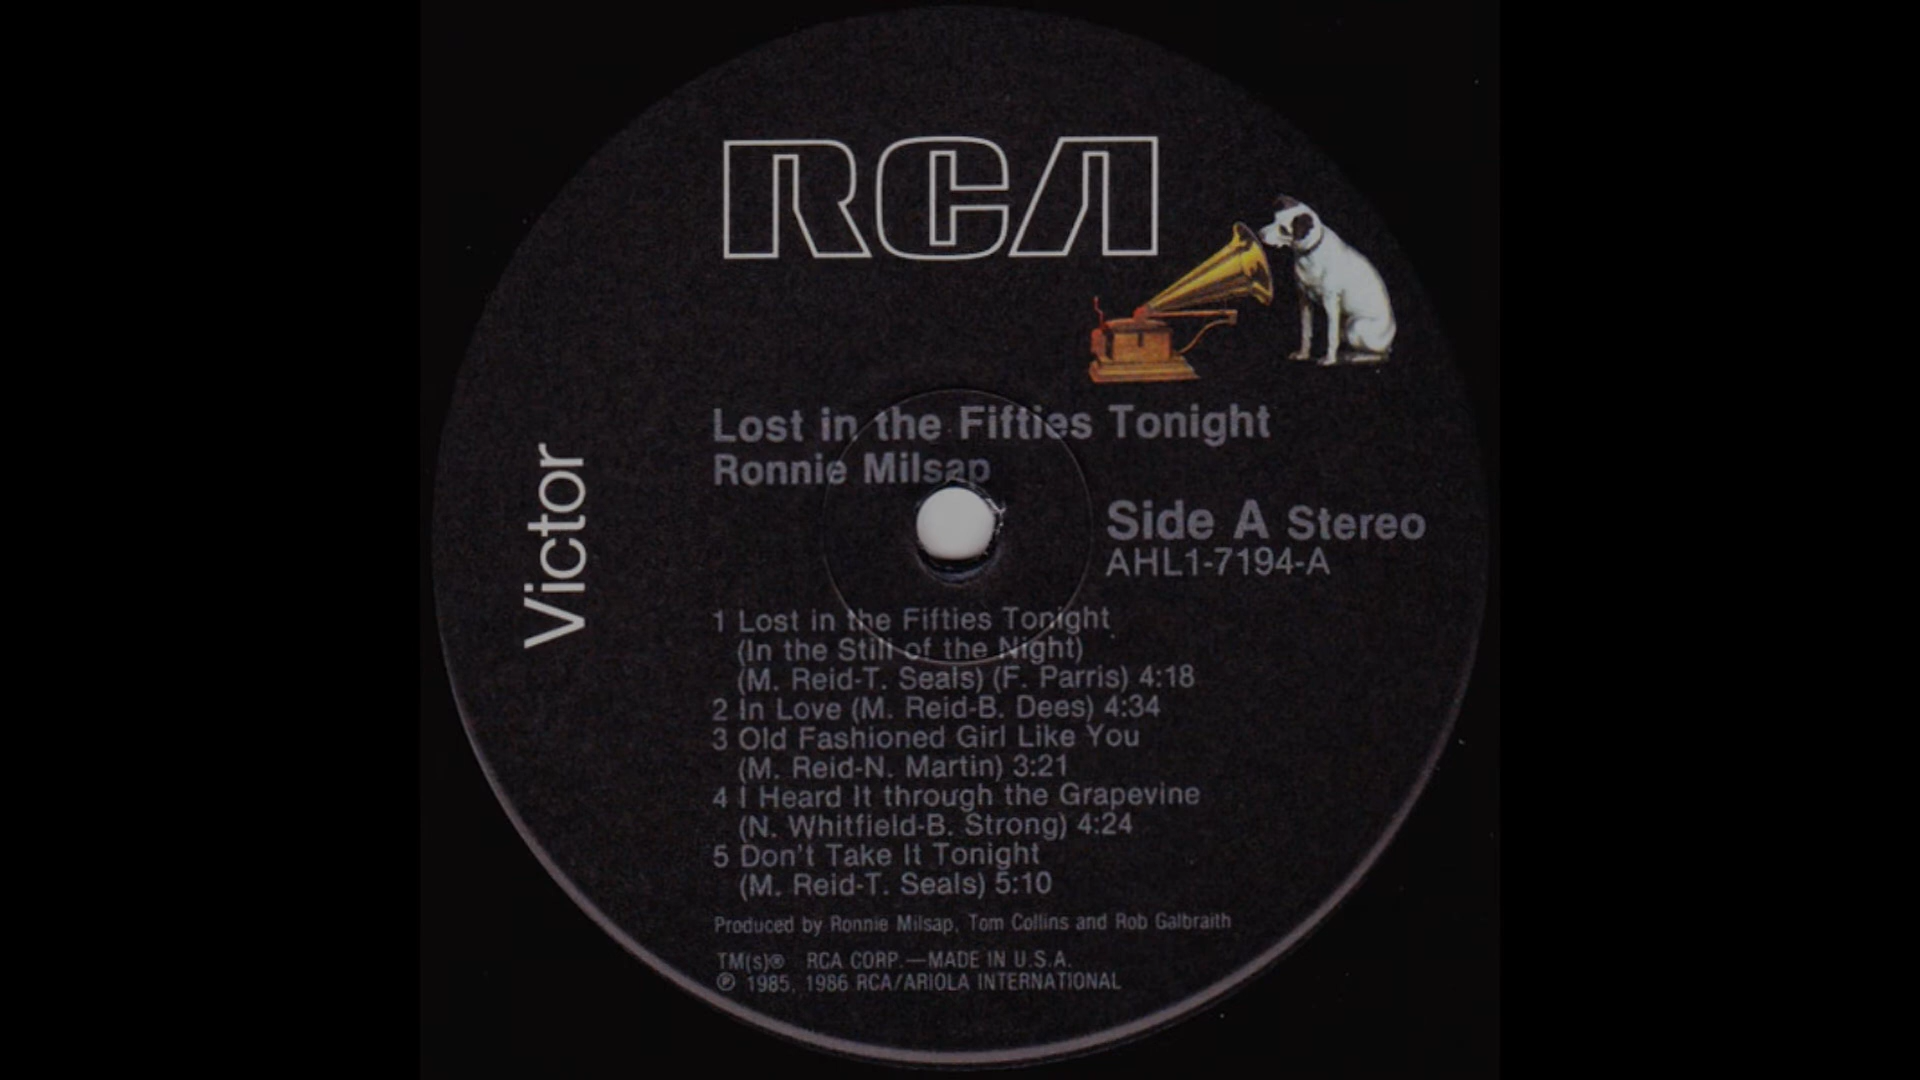 RCA
Victor
Lost in the Fifties Tonight
Ronnie Milsap
Side A Stereo
AHL1-7194-A
1 Lost in the Fifties Tonight
(In the Still of the Night)
(M. Reid-T. Seals) (F. Parris) 4:18
2 In Love (M. Reid-B. Dees) 4:34
3 Old Fashioned Girl Like You
(M. Reid-N. Martin) 3:21
4 I Heard It through the Grapevine
(N. Whitfield-B. Strong) 4:24
5 Don't Take It Tonight
(M. Reid-T. Seals) 5:10
Produced by Ronnie Milsap, Tom Collins and Rob Galbraith
TM(s)® RCA CORP.—MADE IN U.S.A.
℗ 1985, 1986 RCA/ARIOLA INTERNATIONAL